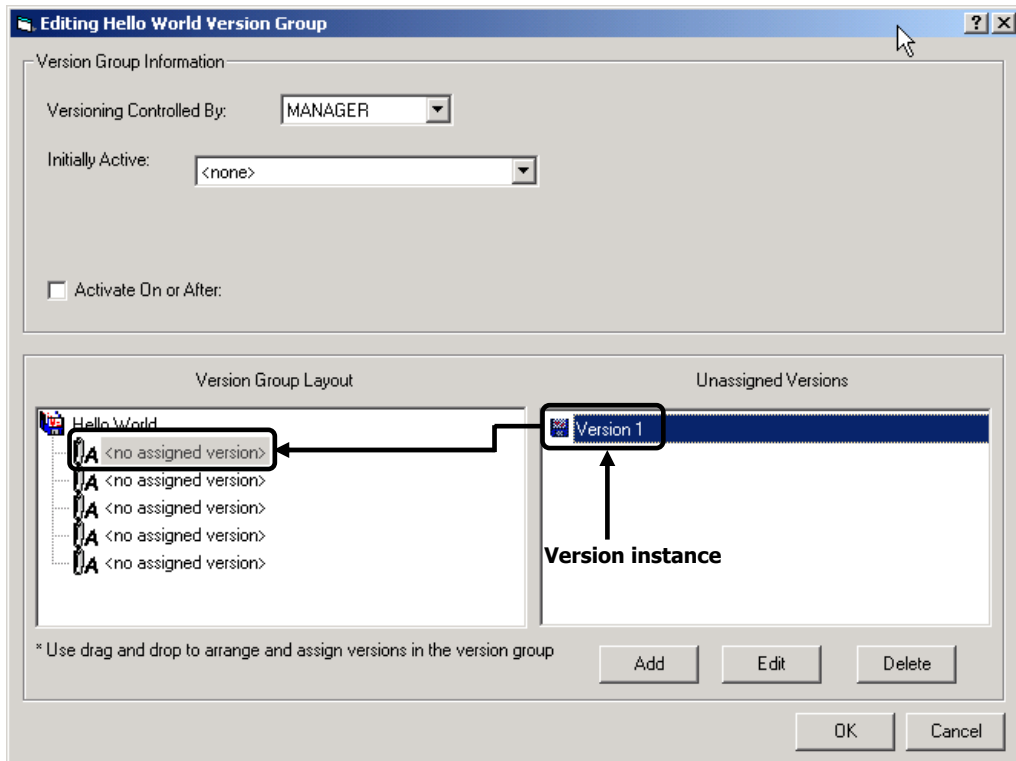 Editing Hello World Version Group
Version Group Information
Versioning Controlled By: MANAGER
Initially Active: <none>
Activate On or After:
Version Group Layout Unassigned Versions
Hello World
<no assigned version> Version 1
<no assigned version>
<no assigned version>
<no assigned version>
<no assigned version>
Version instance
* Use drag and drop to arrange and assign versions in the version group
Add Edit Delete
OK Cancel